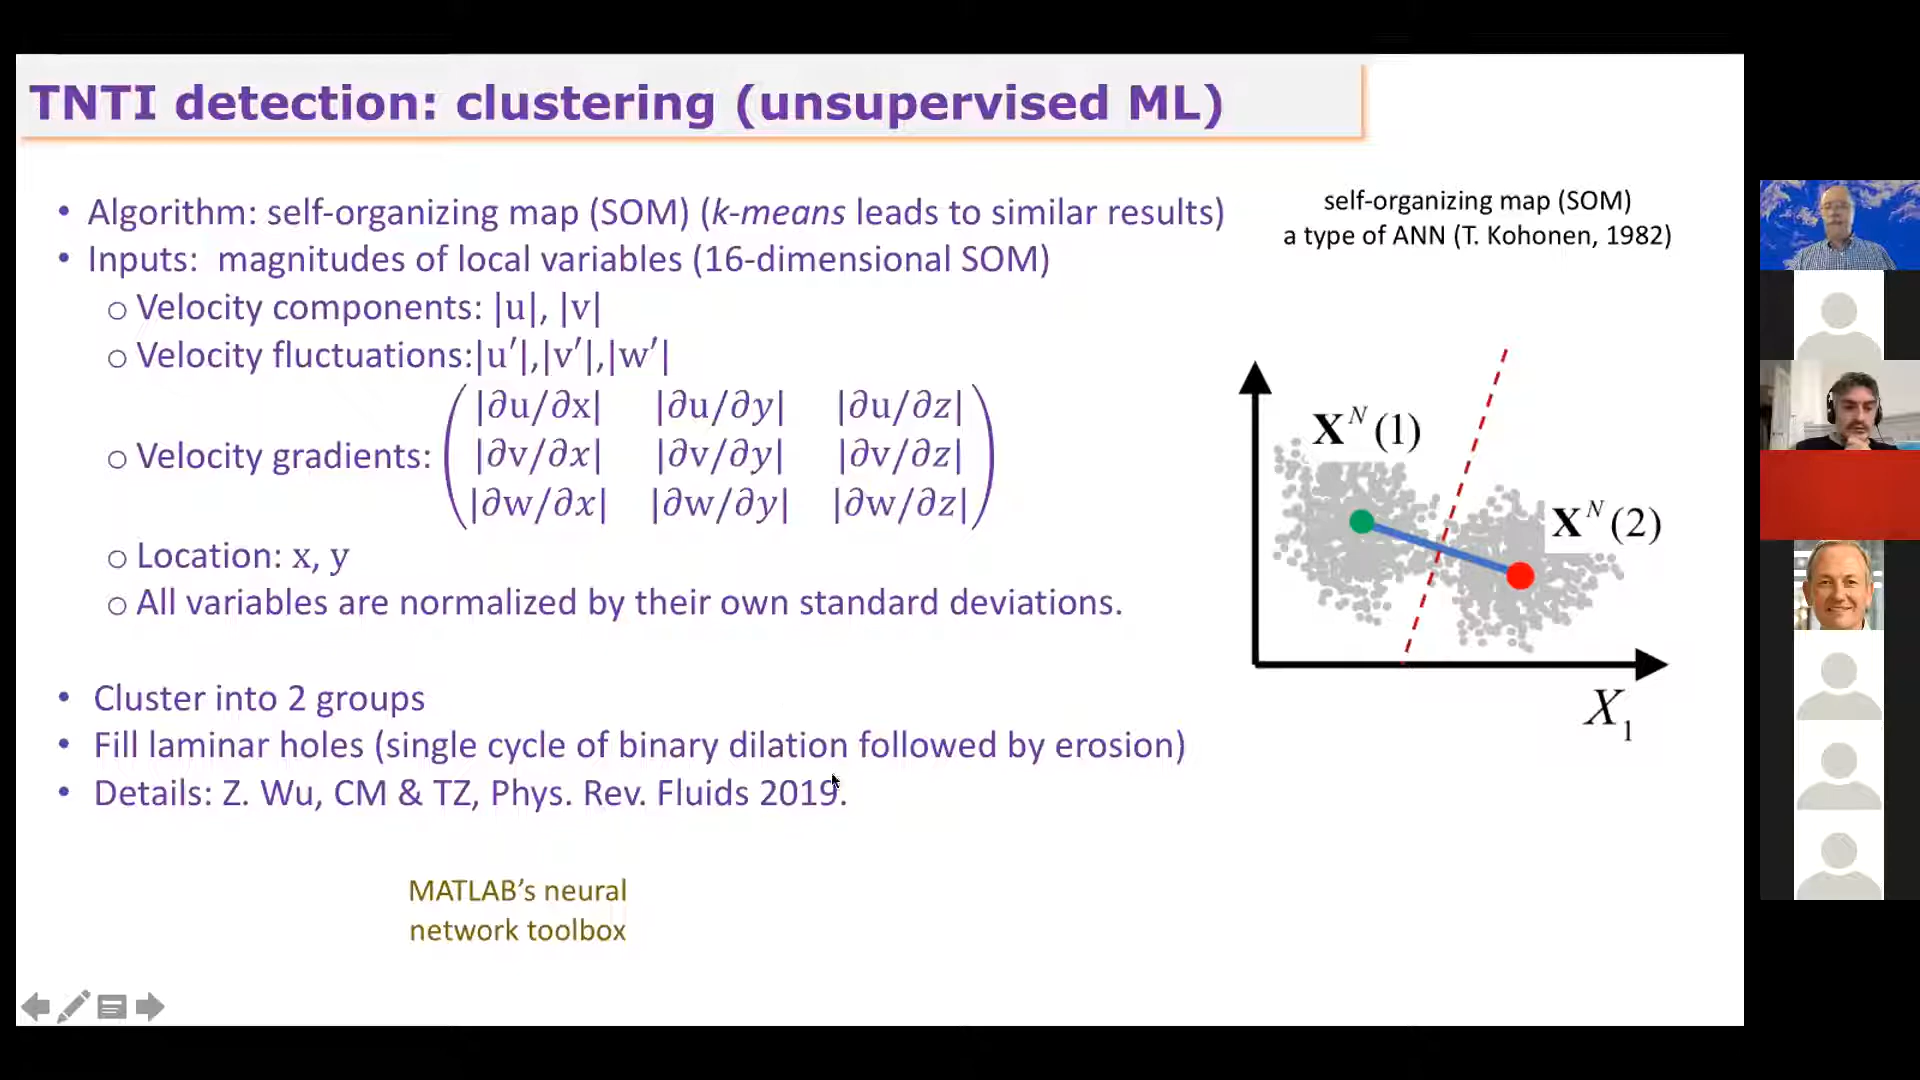 TNTI detection: clustering (unsupervised ML)
• Algorithm: self-organizing map (SOM) (k-means leads to similar results)
• Inputs: magnitudes of local variables (16-dimensional SOM)
○ Velocity components: |u|, |v|
○ Velocity fluctuations:|u′|,|v′|,|w′|
|∂u/∂x| |∂u/∂y| |∂u/∂z|
○ Velocity gradients: |∂v/∂x| |∂v/∂y| |∂v/∂z|
|∂w/∂x| |∂w/∂y| |∂w/∂z|
○ Location: x, y
○ All variables are normalized by their own standard deviations.
• Cluster into 2 groups
• Fill laminar holes (single cycle of binary dilation followed by erosion)
• Details: Z. Wu, CM & TZ, Phys. Rev. Fluids 2019.
MATLAB’s neural
network toolbox
self-organizing map (SOM)
a type of ANN (T. Kohonen, 1982)
X^N(1)
X^N(2)
X_1